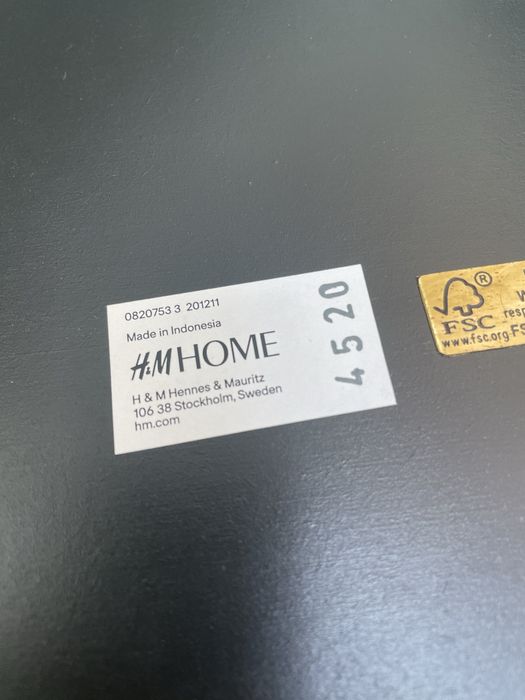 0820753 3 201211
Made in Indonesia
H&M HOME
H & M Hennes & Mauritz
106 38 Stockholm, Sweden
hm.com
4520
®
FSC
www.fsc.org